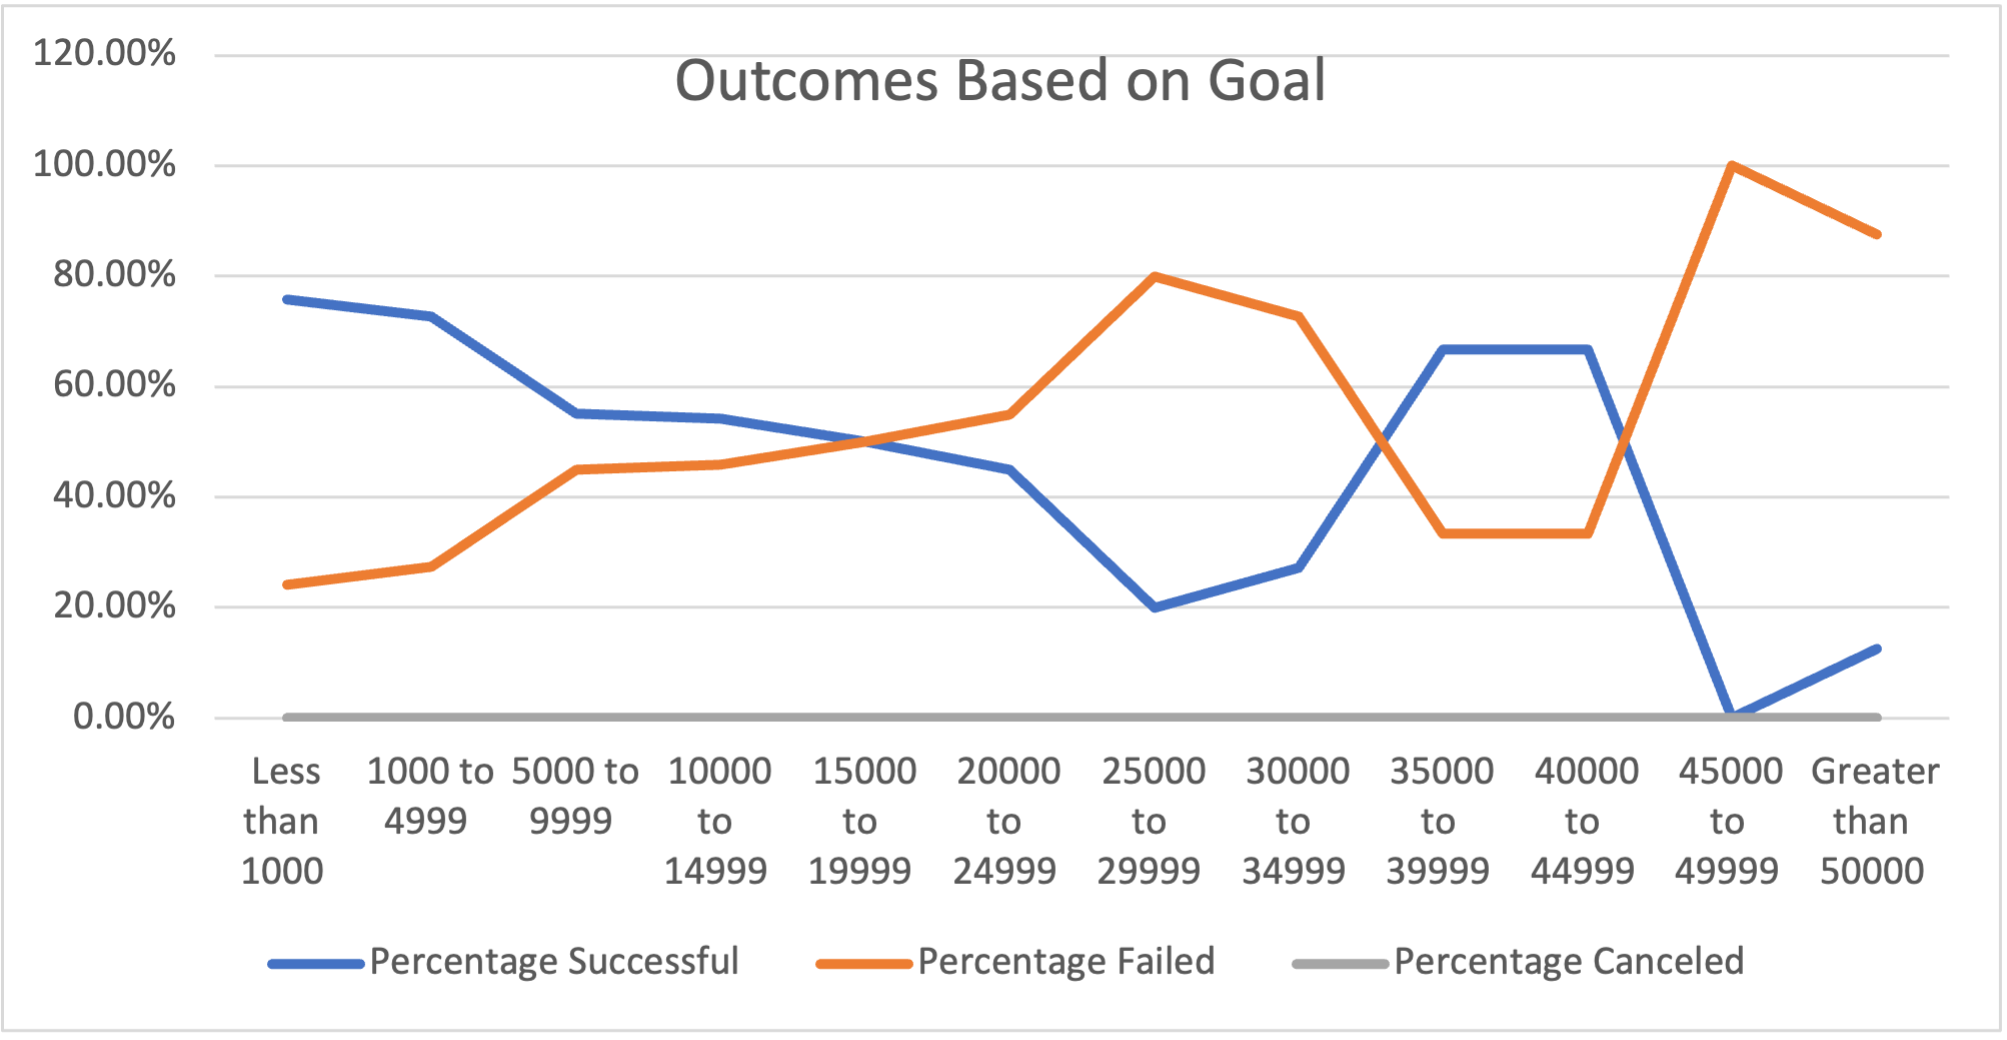 Outcomes Based on Goal
120.00%
100.00%
80.00%
60.00%
40.00%
20.00%
0.00%
Less than 1000
1000 to 4999
5000 to 9999
10000 to 14999
15000 to 19999
20000 to 24999
25000 to 29999
30000 to 34999
35000 to 39999
40000 to 44999
45000 to 49999
Greater than 50000
Percentage Successful
Percentage Failed
Percentage Canceled